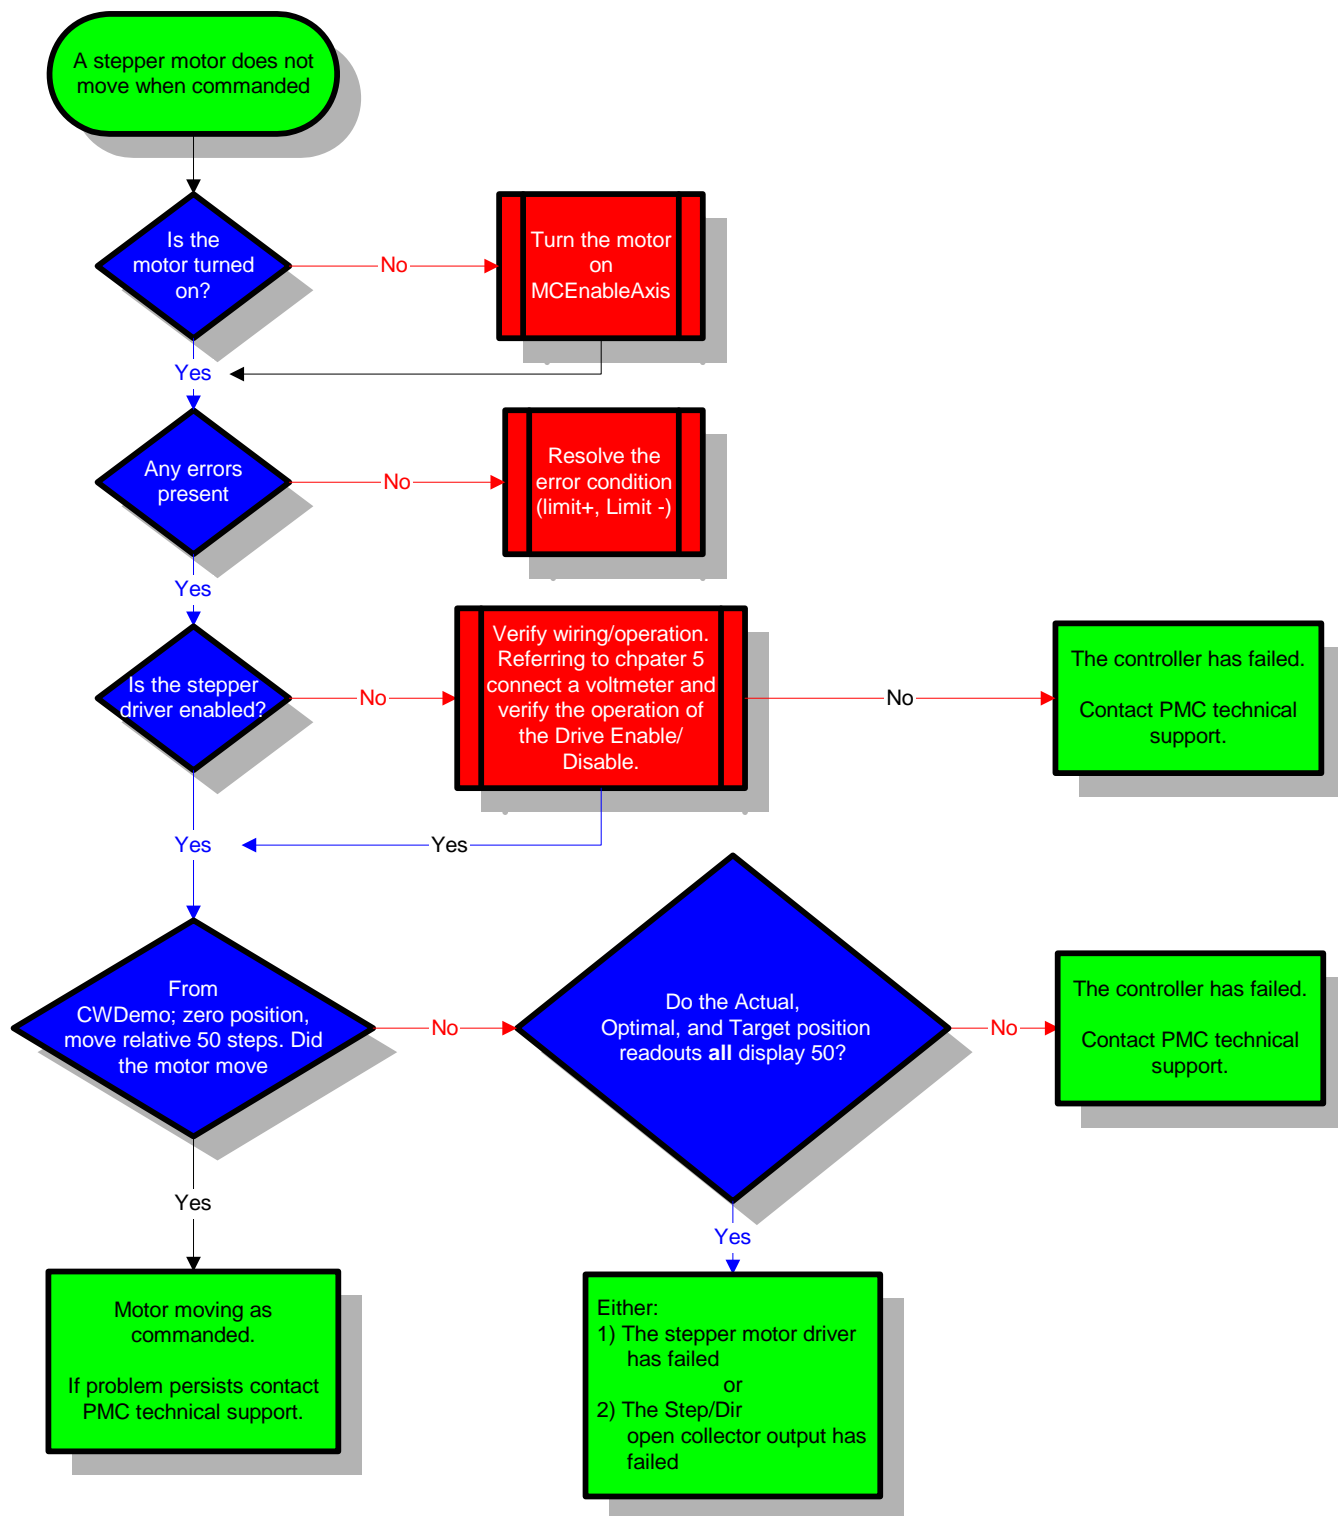 A stepper motor does not
move when commanded
Is the
motor turned
on?
No
Turn the motor
on
MCEnableAxis
Yes
Any errors
present
No
Resolve the
error condition
(limit+, Limit -)
Yes
Is the stepper
driver enabled?
No
Verify wiring/operation.
Referring to chpater 5
connect a voltmeter and
verify the operation of
the Drive Enable/
Disable.
No
The controller has failed.
Contact PMC technical
support.
Yes
Yes
From
CWDemo; zero position,
move relative 50 steps. Did
the motor move
No
Do the Actual,
Optimal, and Target position
readouts all display 50?
No
The controller has failed.
Contact PMC technical
support.
Yes
Yes
Motor moving as
commanded.
If problem persists contact
PMC technical support.
Either:
1) The stepper motor driver
has failed
or
2) The Step/Dir
open collector output has
failed